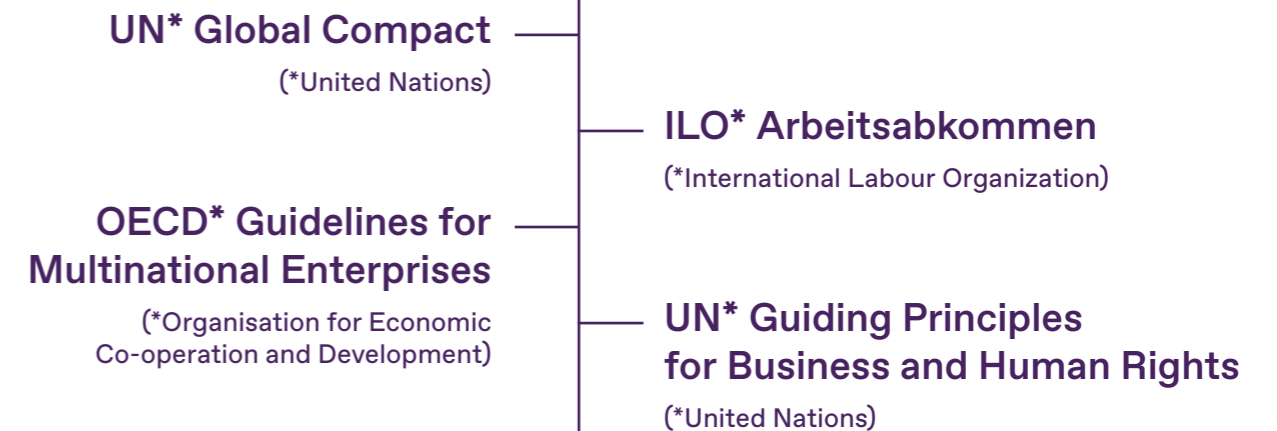 UN* Global Compact
(*United Nations)
ILO* Arbeitsabkommen
(*International Labour Organization)
OECD* Guidelines for
Multinational Enterprises
(*Organisation for Economic
Co-operation and Development)
UN* Guiding Principles
for Business and Human Rights
(*United Nations)